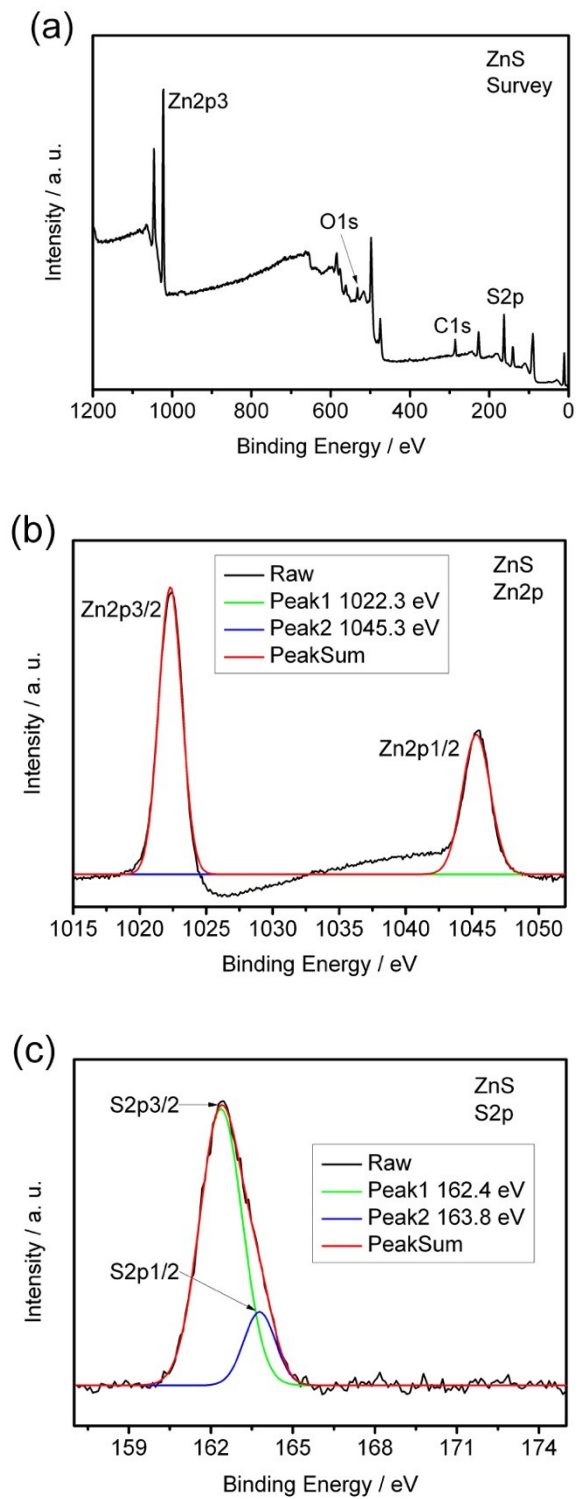 (a)
ZnS
Survey
Zn2p3
O1s
S2p
C1s
Intensity / a. u.
1200 1000 800 600 400 200 0
Binding Energy / eV
(b)
Raw
Peak1 1022.3 eV
Peak2 1045.3 eV
PeakSum
ZnS
Zn2p
Zn2p3/2
Zn2p1/2
Intensity / a. u.
1015 1020 1025 1030 1035 1040 1045 1050
Binding Energy / eV
(c)
ZnS
S2p
S2p3/2
Raw
Peak1 162.4 eV
Peak2 163.8 eV
PeakSum
S2p1/2
Intensity / a. u.
159 162 165 168 171 174
Binding Energy / eV